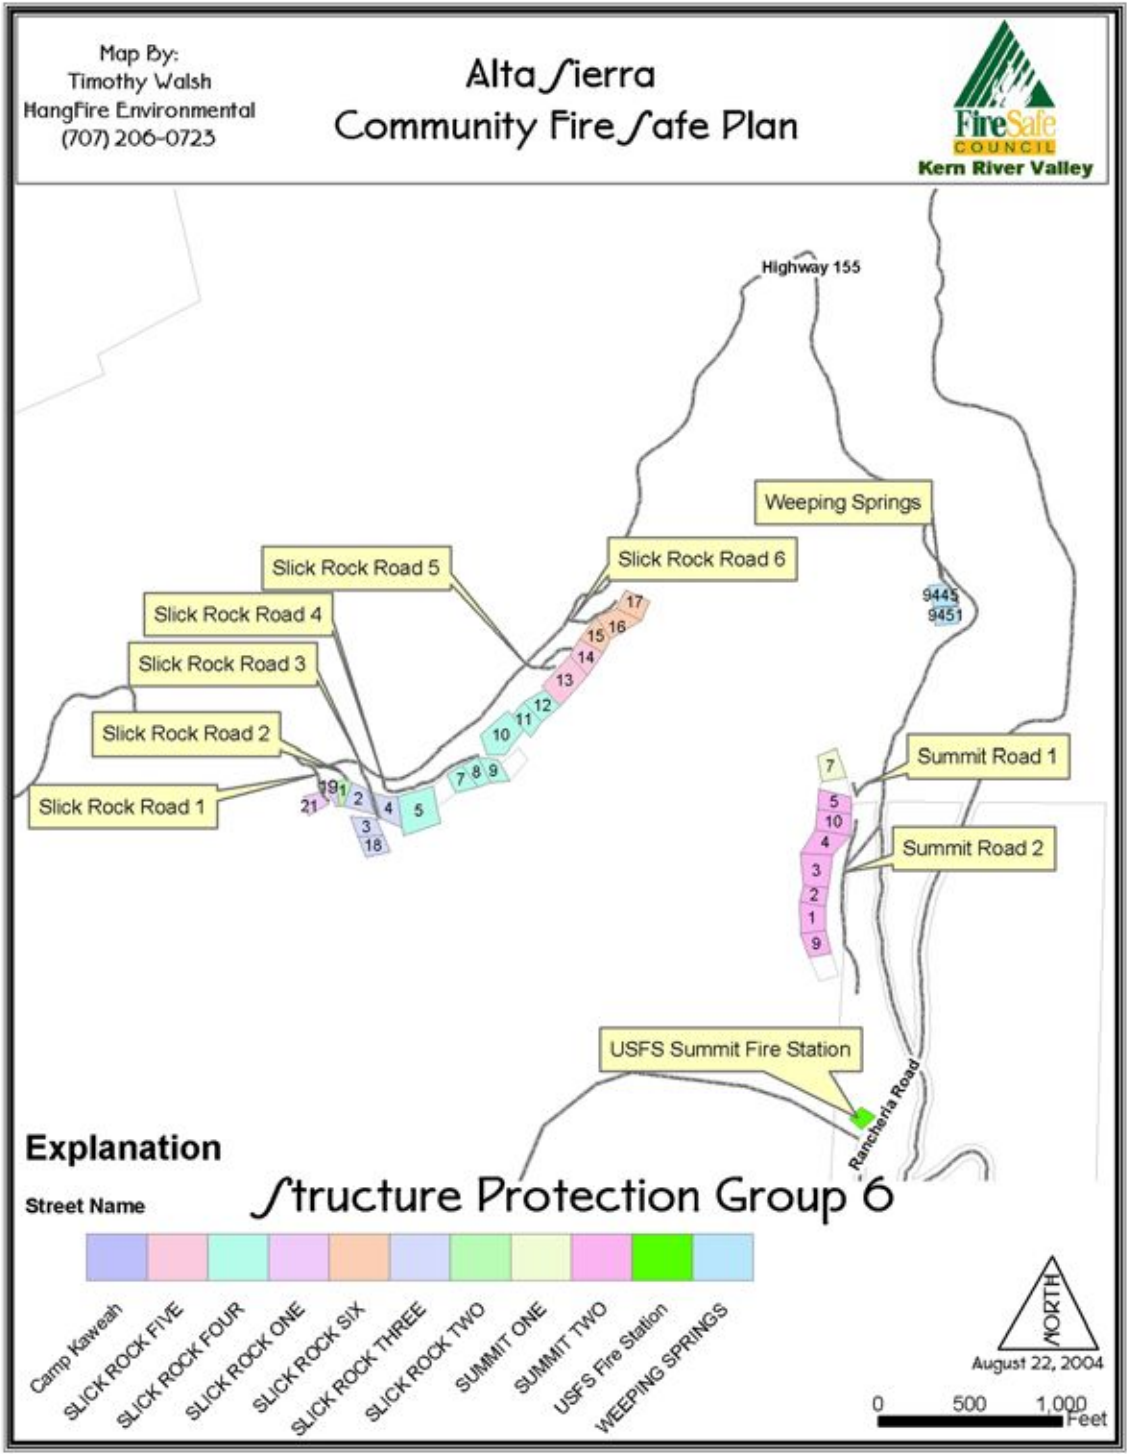 Map By:
Timothy Walsh
HangFire Environmental
(707) 206-0723
Alta Sierra
Community Fire Safe Plan
FireSafe
COUNCIL
Kern River Valley
Highway 155
Weeping Springs
Slick Rock Road 5
Slick Rock Road 6
Slick Rock Road 4
Slick Rock Road 3
Slick Rock Road 2
Slick Rock Road 1
17
16
15
14
13
12
11
10
9
8
7
5
4
2
1
19
21
3
18
9445
9451
Summit Road 1
7
5
10
4
3
2
1
9
Summit Road 2
USFS Summit Fire Station
Rancheria Road
Explanation
Structure Protection Group 6
Street Name
Camp Kaweah
SLICK ROCK FIVE
SLICK ROCK FOUR
SLICK ROCK ONE
SLICK ROCK SIX
SLICK ROCK THREE
SLICK ROCK TWO
SUMMIT ONE
SUMMIT TWO
USFS Fire Station
WEEPING SPRINGS
NORTH
August 22, 2004
0 500 1,000
Feet